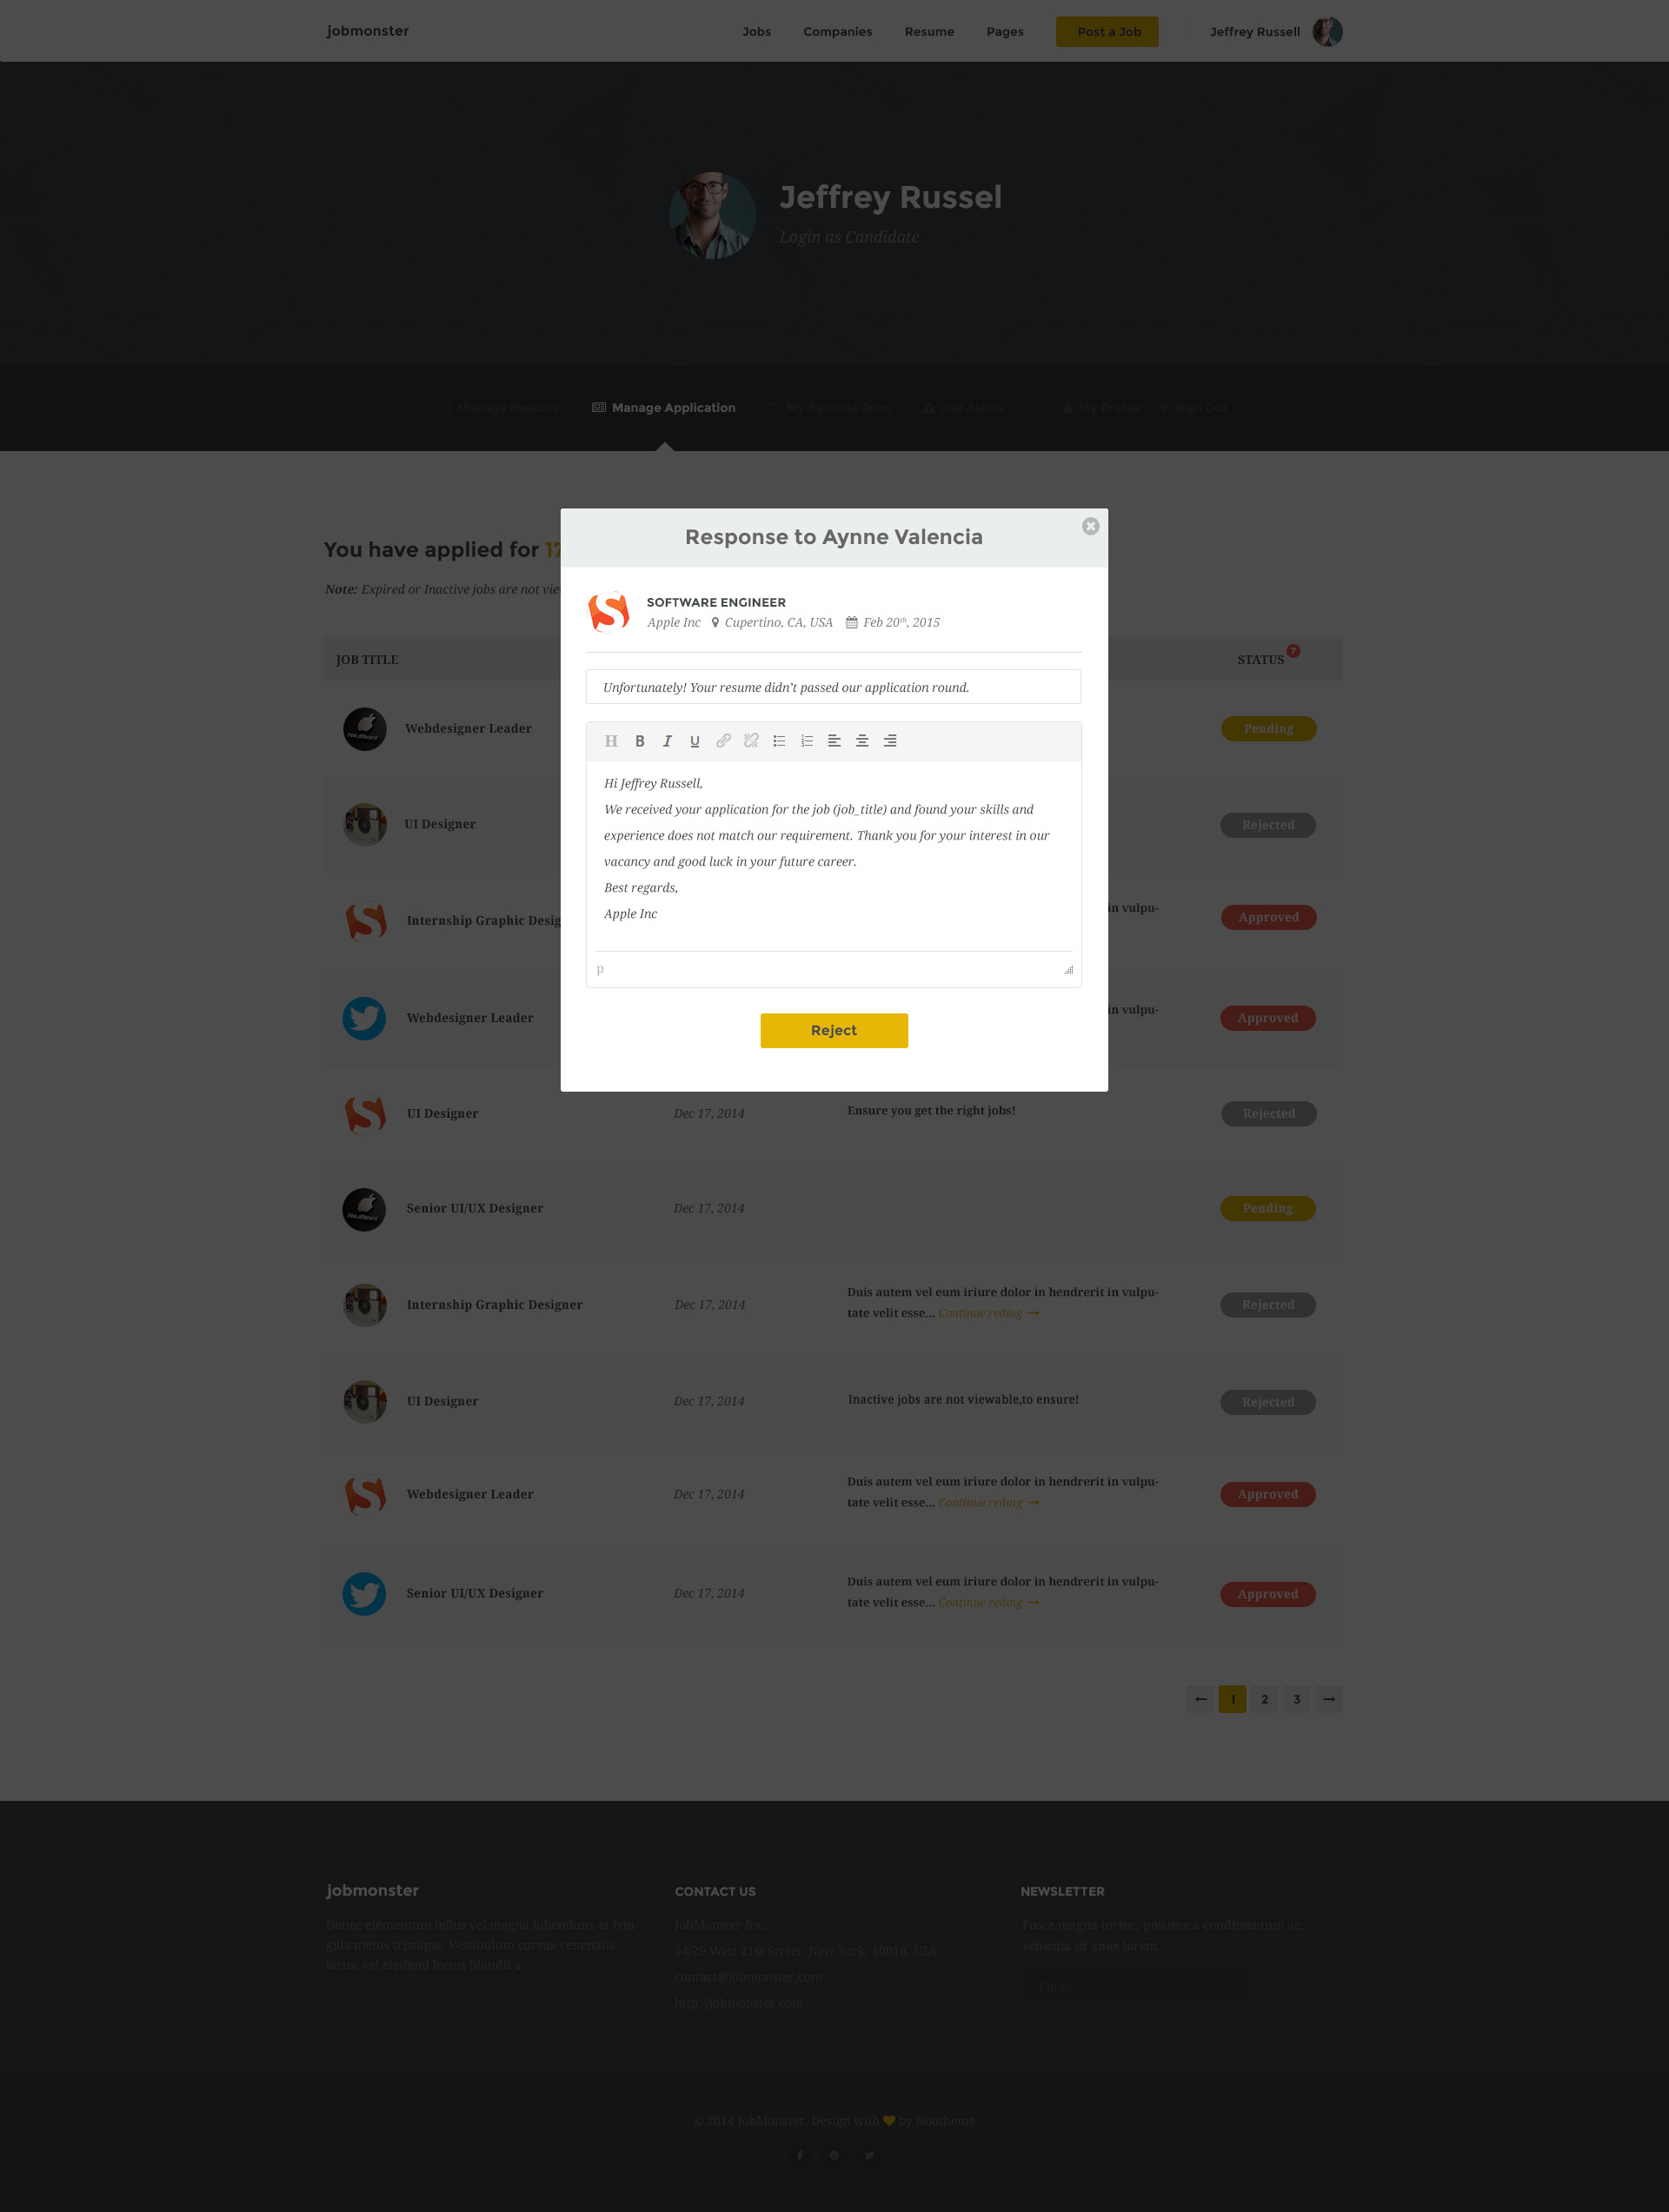 jobmonster
Jobs Companies Resume Pages Post a Job Jeffrey Russell
Jeffrey Russel
Login as Candidate
Manage Resume Manage Application My Favorite Jobs Job Alerts My Profile Sign Out
You have applied for 17
Note: Expired or Inactive jobs are not
JOB TITLE
STATUS 7
Webdesigner Leader
Pending
UI Designer
Rejected
Internship Graphic
in vulpu-
Approved
Webdesigner Leader
in vulpu-
Approved
Response to Aynne Valencia
SOFTWARE ENGINEER
Apple Inc Cupertino, CA, USA Feb 20th, 2015
Unfortunately! Your resume didn't passed our application round.
H B I U
Hi Jeffrey Russell,
We received your application for the job (job_title) and found your skills and
experience does not match our requirement. Thank you for your interest in our
vacancy and good luck in your future career.
Best regards,
Apple Inc
p
Reject
UI Designer Dec 17, 2014 Ensure you get the right jobs! Rejected
Senior UI/UX Designer Dec 17, 2014 Pending
Duis autem vel eum iriure dolor in hendrerit in vulpu-
Internship Graphic Designer Dec 17, 2014 Rejected
tate velit esse... Continue reding
UI Designer Dec 17, 2014 Inactive jobs are not viewable,to ensure! Rejected
Duis autem vel eum iriure dolor in hendrerit in vulpu-
Webdesigner Leader Dec 17, 2014 Approved
tate velit esse... Continue reding
Duis autem vel eum iriure dolor in hendrerit in vulpu-
Senior UI/UX Designer Dec 17, 2014 Approved
tate velit esse... Continue reding
1 2 3
jobmonster
Donec elementum tellus vel magna bibendum, et frin-
gilla metus tristique. Vestibulum cursus venenatis
lacus, vel eleifend lectus blandit a.
CONTACT US
JobMonster Inc.
54/29 West 21st Street, New York, 10010, USA
contact@jobmonster.com
http://jobmonster.com
NEWSLETTER
Fusce magna tortor, posuere a condimentum ac,
vehicula sit amet lorem.
Email
© 2014 JobMonster. Design with by Nootheme